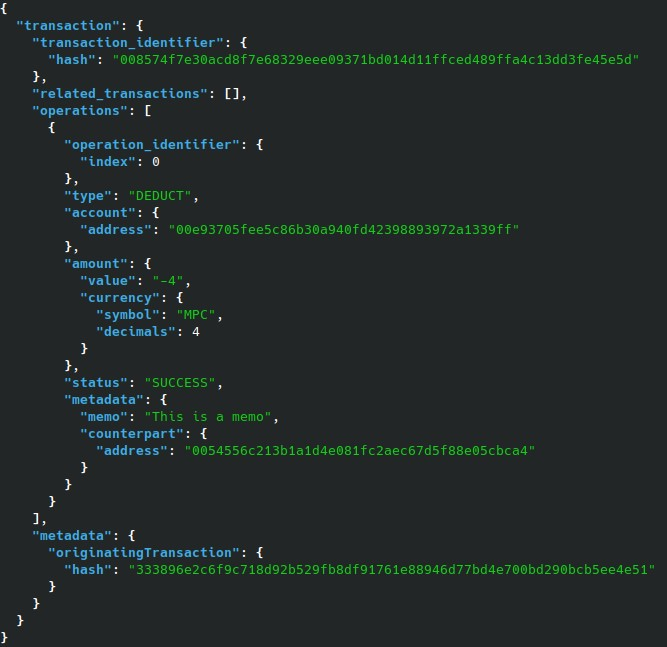 {
  "transaction": {
    "transaction_identifier": {
      "hash": "008574f7e30acd8f7e68329eee09371bd014d11ffced489ffa4c13dd3fe45e5d"
    },
    "related_transactions": [],
    "operations": [
      {
        "operation_identifier": {
          "index": 0
        },
        "type": "DEDUCT",
        "account": {
          "address": "00e93705fee5c86b30a940fd42398893972a1339ff"
        },
        "amount": {
          "value": "-4",
          "currency": {
            "symbol": "MPC",
            "decimals": 4
          }
        },
        "status": "SUCCESS",
        "metadata": {
          "memo": "This is a memo",
          "counterpart": {
            "address": "0054556c213b1a1d4e081fc2aec67d5f88e05cbca4"
          }
        }
      }
    ],
    "metadata": {
      "originatingTransaction": {
        "hash": "333896e2c6f9c718d92b529fb8df91761e88946d77bd4e700bd290bcb5ee4e51"
      }
    }
  }
}